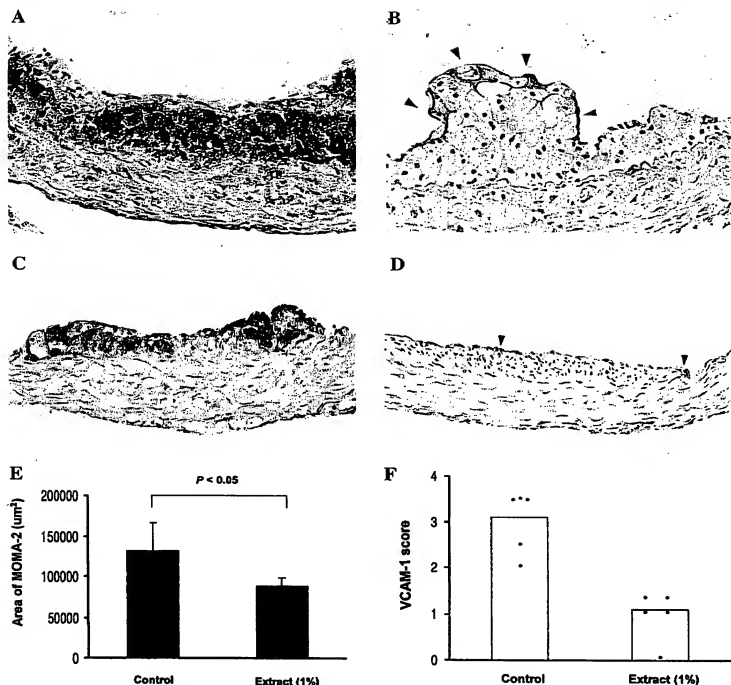 A
B
C
D
E
P < 0.05
200000
150000
100000
50000
0
Area of MOMA-2 (um²)
Control
Extract (1%)
F
4
3
2
1
0
VCAM-1 score
Control
Extract (1%)